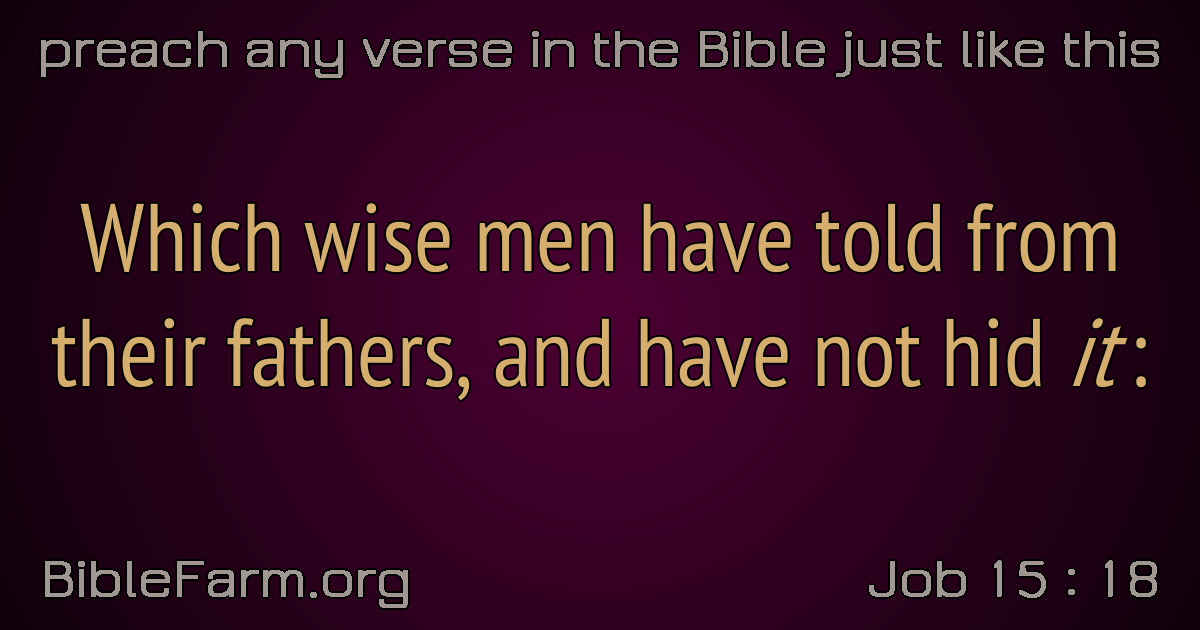 preach any verse in the Bible just like this
Which wise men have told from
their fathers, and have not hid it:
BibleFarm.org
Job 15 : 18